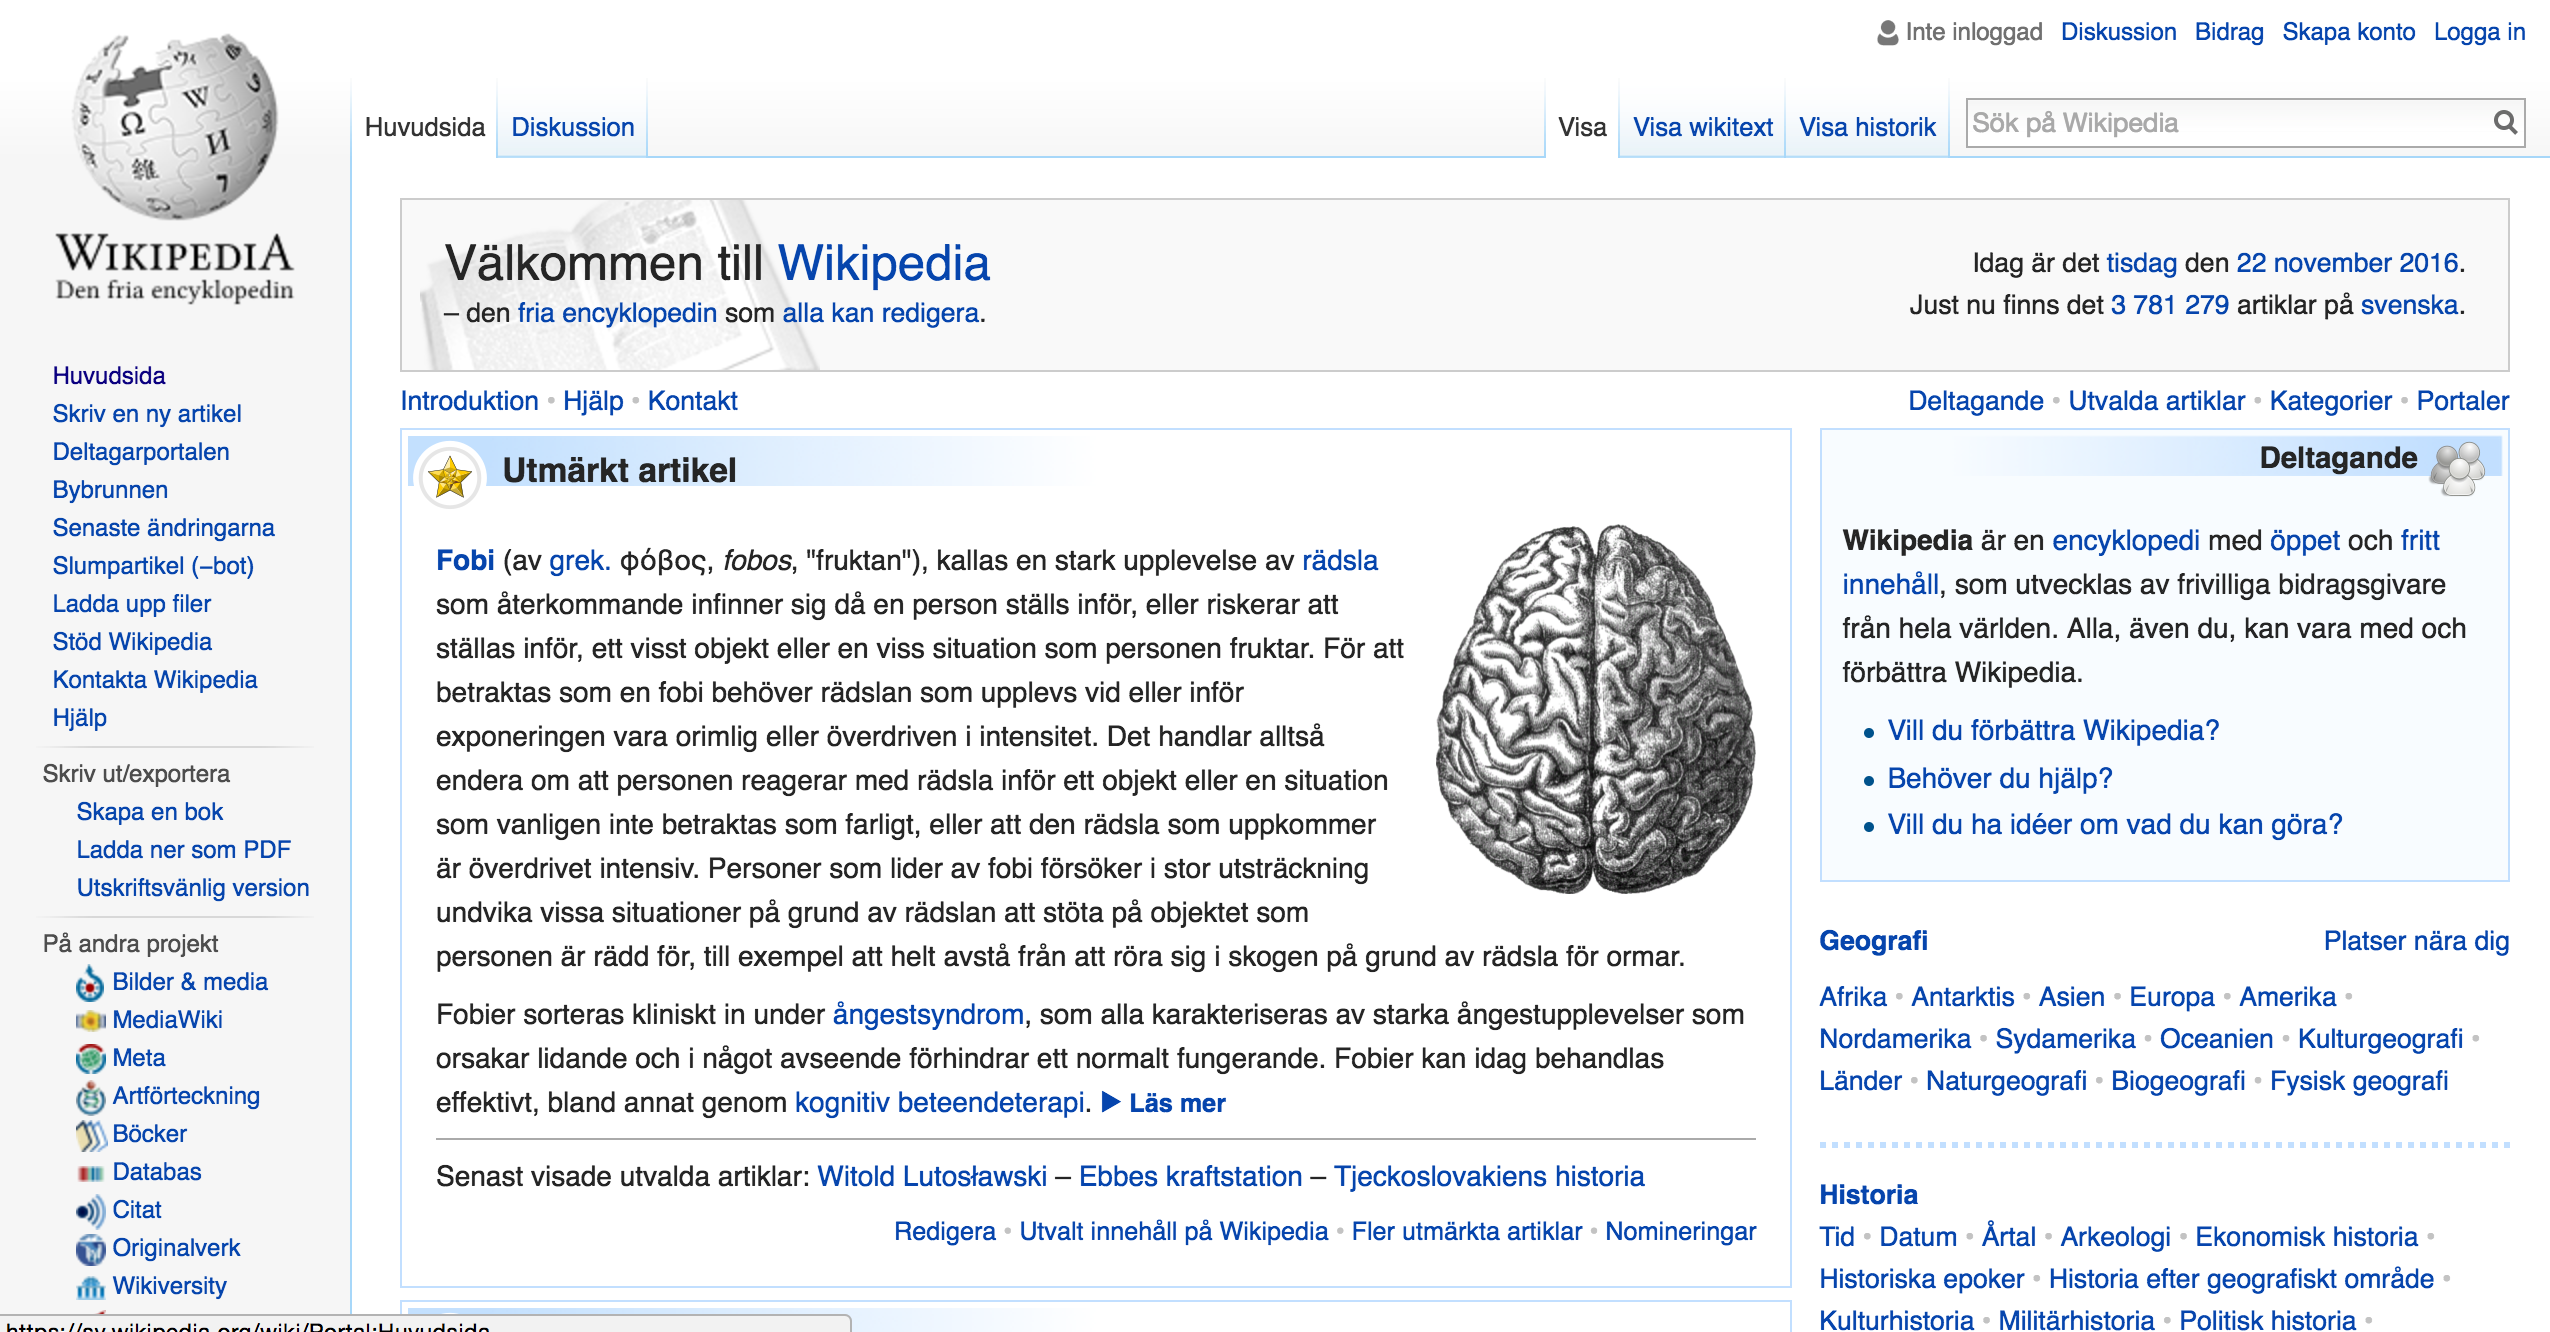 Inte inloggad Diskussion Bidrag Skapa konto Logga in
WIKIPEDIA
Den fria encyklopedin
Huvudsida Diskussion
Visa Visa wikitext Visa historik
Sök på Wikipedia
Huvudsida
Skriv en ny artikel
Deltagarportalen
Bybrunnen
Senaste ändringarna
Slumpartikel (–bot)
Ladda upp filer
Stöd Wikipedia
Kontakta Wikipedia
Hjälp
Skriv ut/exportera
Skapa en bok
Ladda ner som PDF
Utskriftsvänlig version
På andra projekt
Bilder & media
MediaWiki
Meta
Artförteckning
Böcker
Databas
Citat
Originalverk
Wikiversity
Välkommen till Wikipedia
– den fria encyklopedin som alla kan redigera.
Idag är det tisdag den 22 november 2016.
Just nu finns det 3 781 279 artiklar på svenska.
Introduktion • Hjälp • Kontakt
Deltagande • Utvalda artiklar • Kategorier • Portaler
Utmärkt artikel
Fobi (av grek. φόβος, fobos, "fruktan"), kallas en stark upplevelse av rädsla
som återkommande infinner sig då en person ställs inför, eller riskerar att
ställas inför, ett visst objekt eller en viss situation som personen fruktar. För att
betraktas som en fobi behöver rädslan som upplevs vid eller inför
exponeringen vara orimlig eller överdriven i intensitet. Det handlar alltså
endera om att personen reagerar med rädsla inför ett objekt eller en situation
som vanligen inte betraktas som farligt, eller att den rädsla som uppkommer
är överdrivet intensiv. Personer som lider av fobi försöker i stor utsträckning
undvika vissa situationer på grund av rädslan att stöta på objektet som
personen är rädd för, till exempel att helt avstå från att röra sig i skogen på grund av rädsla för ormar.
Fobier sorteras kliniskt in under ångestsyndrom, som alla karakteriseras av starka ångestupplevelser som
orsakar lidande och i något avseende förhindrar ett normalt fungerande. Fobier kan idag behandlas
effektivt, bland annat genom kognitiv beteendeterapi. ► Läs mer
Senast visade utvalda artiklar: Witold Lutosławski – Ebbes kraftstation – Tjeckoslovakiens historia
Redigera • Utvalt innehåll på Wikipedia • Fler utmärkta artiklar • Nomineringar
Deltagande
Wikipedia är en encyklopedi med öppet och fritt
innehåll, som utvecklas av frivilliga bidragsgivare
från hela världen. Alla, även du, kan vara med och
förbättra Wikipedia.
• Vill du förbättra Wikipedia?
• Behöver du hjälp?
• Vill du ha idéer om vad du kan göra?
Geografi Platser nära dig
Afrika • Antarktis • Asien • Europa • Amerika •
Nordamerika • Sydamerika • Oceanien • Kulturgeografi •
Länder • Naturgeografi • Biogeografi • Fysisk geografi
Historia
Tid • Datum • Årtal • Arkeologi • Ekonomisk historia •
Historiska epoker • Historia efter geografiskt område •
Kulturhistoria • Militärhistoria • Politisk historia •
https://sv.wikipedia.org/wiki/Portal:Huvudsida